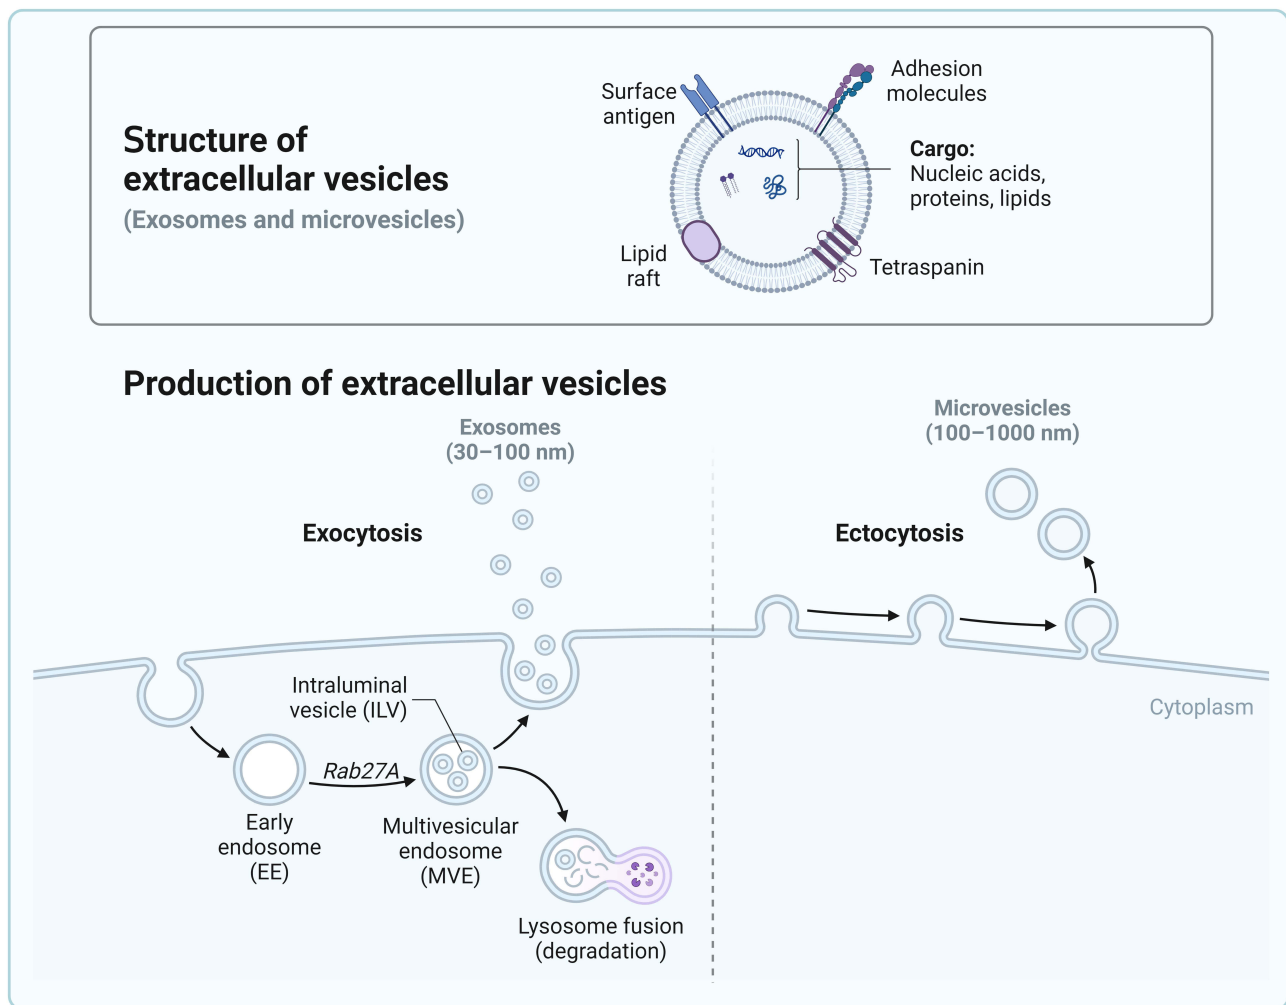 Structure of
extracellular vesicles
(Exosomes and microvesicles)
Surface
antigen
Adhesion
molecules
Cargo:
Nucleic acids,
proteins, lipids
Lipid
raft
Tetraspanin
Production of extracellular vesicles
Exosomes
(30–100 nm)
Microvesicles
(100–1000 nm)
Exocytosis
Ectocytosis
Intraluminal
vesicle (ILV)
Cytoplasm
Rab27A
Early
endosome
(EE)
Multivesicular
endosome
(MVE)
Lysosome fusion
(degradation)